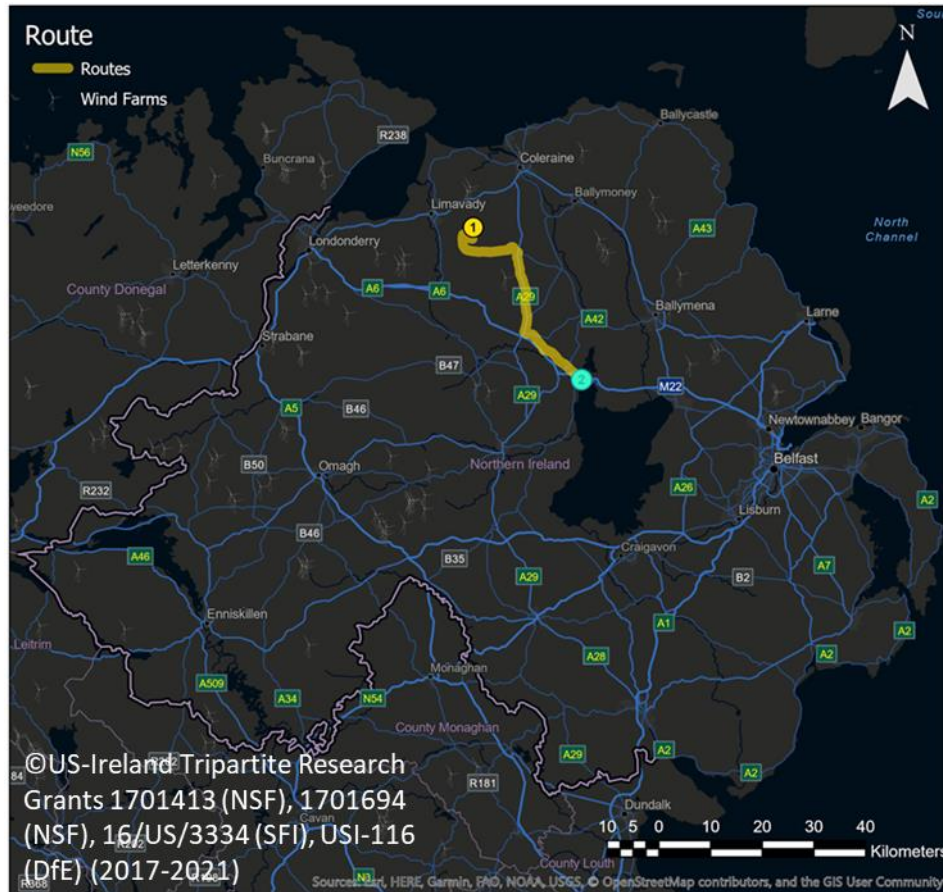 Route
Routes
Wind Farms
N
Ballycastle
R238
N56
Buncrana
Coleraine
Limavady
Ballymoney
North
Channel
A43
1
Londonderry
Letterkenny
County Donegal
A6
A6
A29
A42
Ballymena
Larne
Strabane
B47
2
M22
A29
A5
B46
Newtownabbey
Bangor
Belfast
B50
Omagh
Northern Ireland
R232
A26
A2
Lisburn
B46
Craigavon
A46
B35
A29
B2
A7
Enniskillen
A1
A2
Leitrim
A28
A2
Monaghan
A509
A34
N54
County Monaghan
A29
A2
A2
R181
©US-Ireland Tripartite Research
Grants 1701413 (NSF), 1701694
(NSF), 16/US/3334 (SFI), USI-116
(DfE) (2017-2021)
Cavan
Dundalk
10 5 0 10 20 30 40
Kilometers
County Louth
N3
Sources: Esri, HERE, Garmin, FAO, NOAA, USGS, © OpenStreetMap contributors, and the GIS User Community